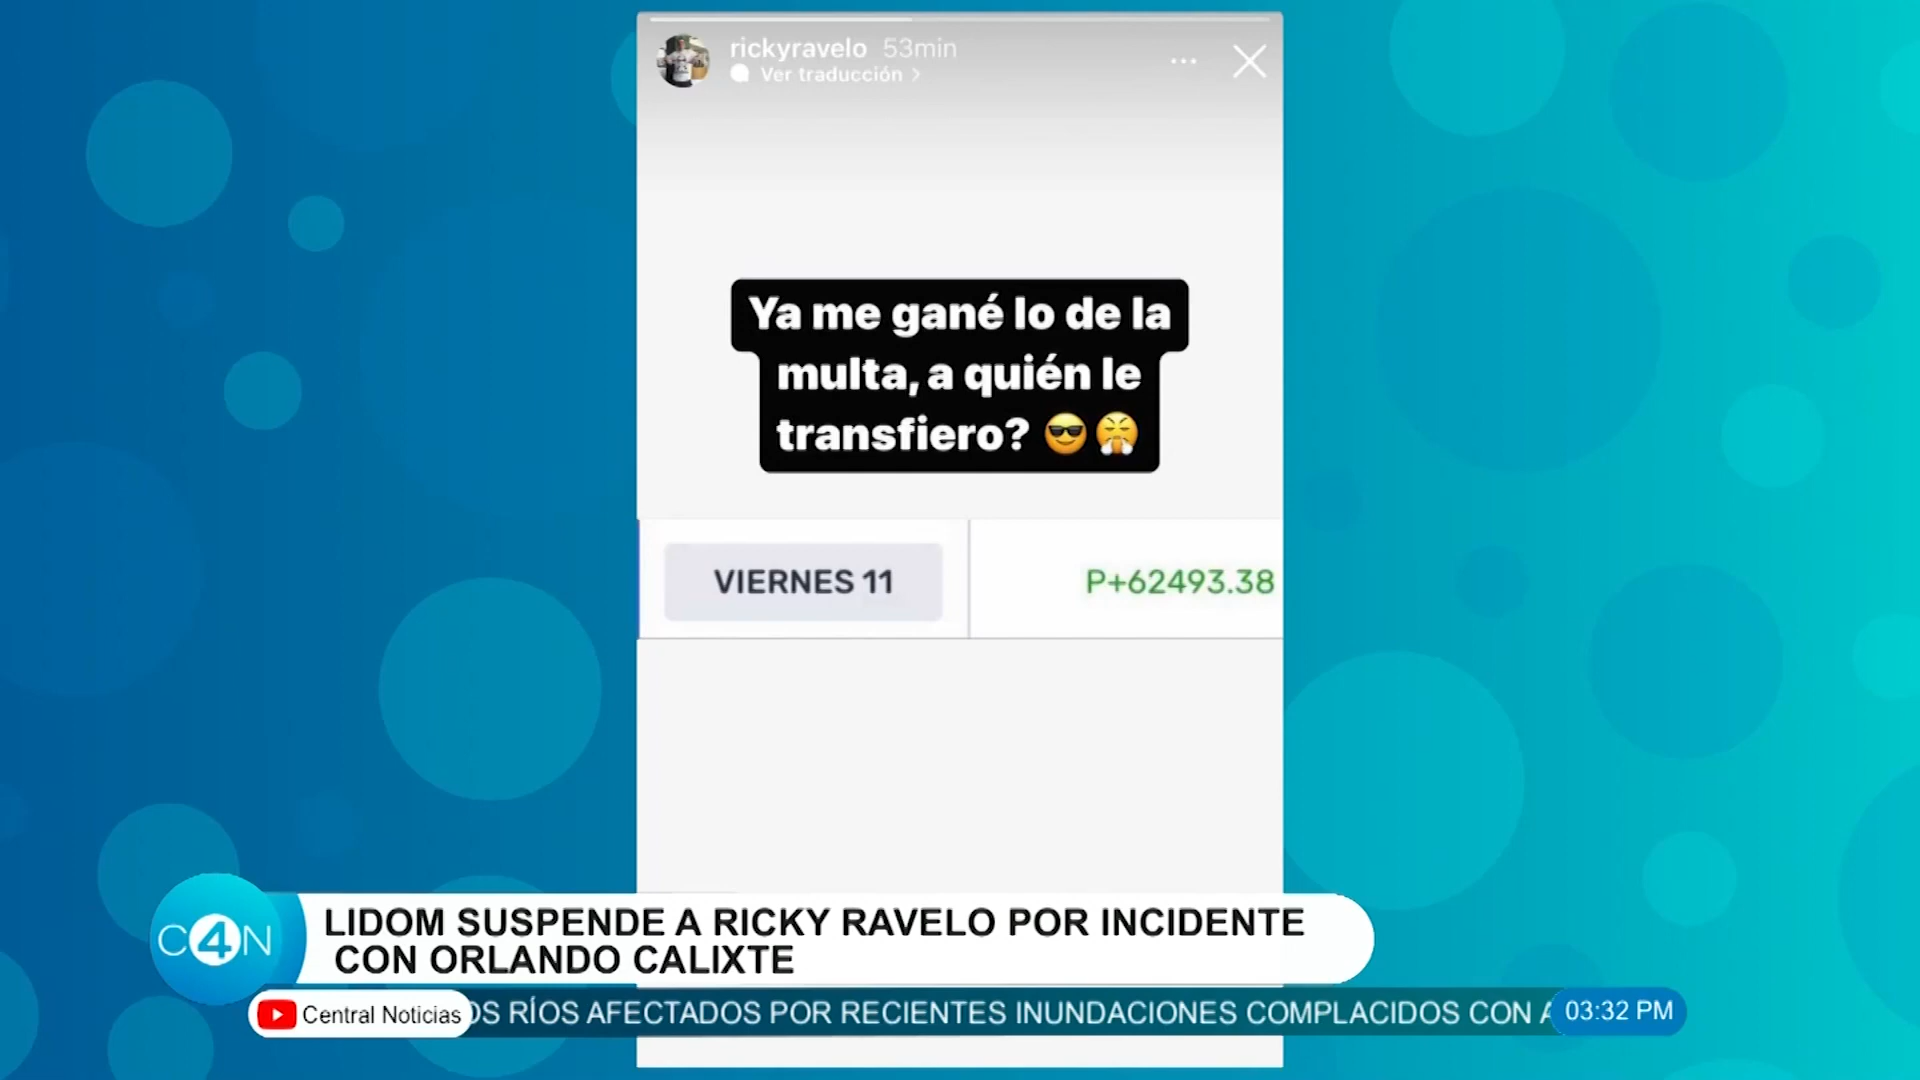 rickyravelo 53min
Ver traducción
Ya me gané lo de la
multa, a quién le
transfiero?
VIERNES 11
P+62493.38
C4N
LIDOM SUSPENDE A RICKY RAVELO POR INCIDENTE
CON ORLANDO CALIXTE
Central Noticias
OS RÍOS AFECTADOS POR RECIENTES INUNDACIONES COMPLACIDOS CON A
03:32 PM